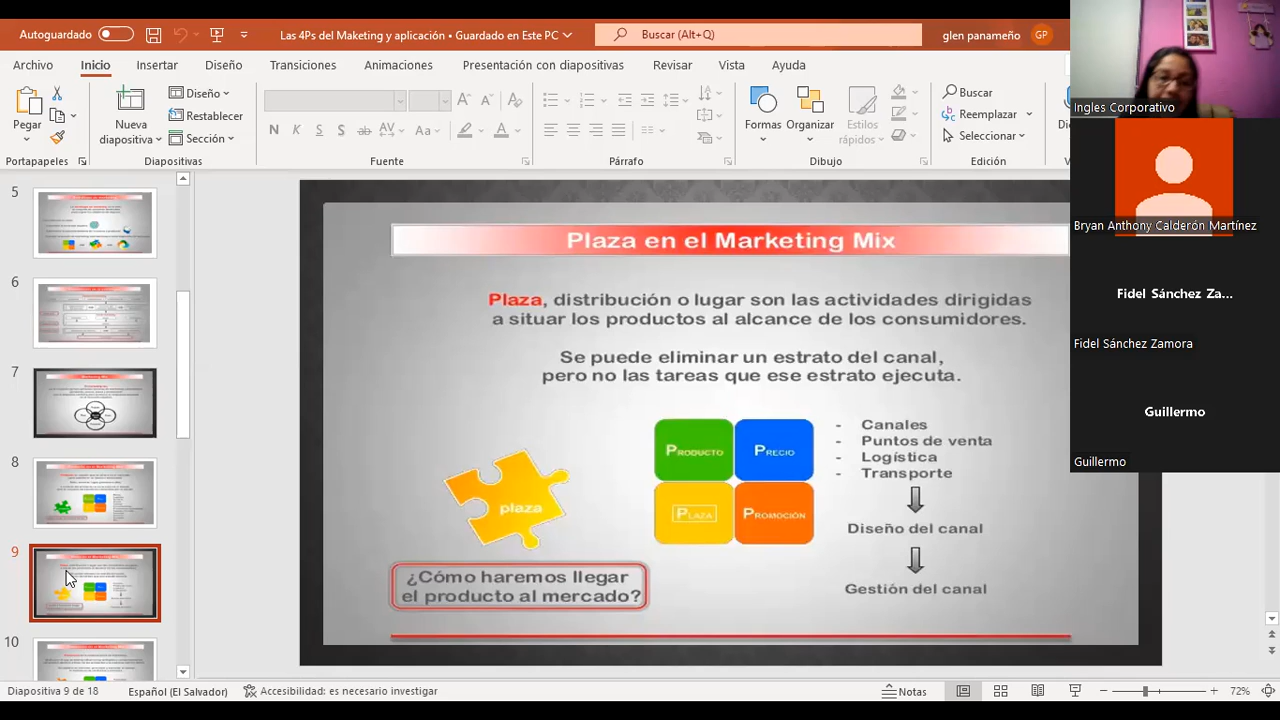 Autoguardado
Las 4Ps del Maketing y aplicación • Guardado en Este PC
Buscar (Alt+Q)
glen panameño
GP
Archivo
Inicio
Insertar
Diseño
Transiciones
Animaciones
Presentación con diapositivas
Revisar
Vista
Ayuda
Pegar
Nueva
diapositiva
Diseño
Restablecer
Sección
Formas
Organizar
Estilos
rápidos
Buscar
Reemplazar
Seleccionar
Portapapeles
Diapositivas
Fuente
Párrafo
Dibujo
Edición
Ingles Corporativo
Bryan Anthony Calderón Martínez
Fidel Sánchez Za...
Fidel Sánchez Zamora
Guillermo
Guillermo
5
6
7
8
9
10
Plaza en el Marketing Mix
Plaza, distribución o lugar son las actividades dirigidas
a situar los productos al alcance de los consumidores.
Se puede eliminar un estrato del canal,
pero no las tareas que ese estrato ejecuta.
plaza
PRODUCTO
PRECIO
PLAZA
PROMOCIÓN
- Canales
- Puntos de venta
- Logística
- Transporte
Diseño del canal
Gestión del canal
¿Cómo haremos llegar
el producto al mercado?
Diapositiva 9 de 18
Español (El Salvador)
Accesibilidad: es necesario investigar
Notas
72%